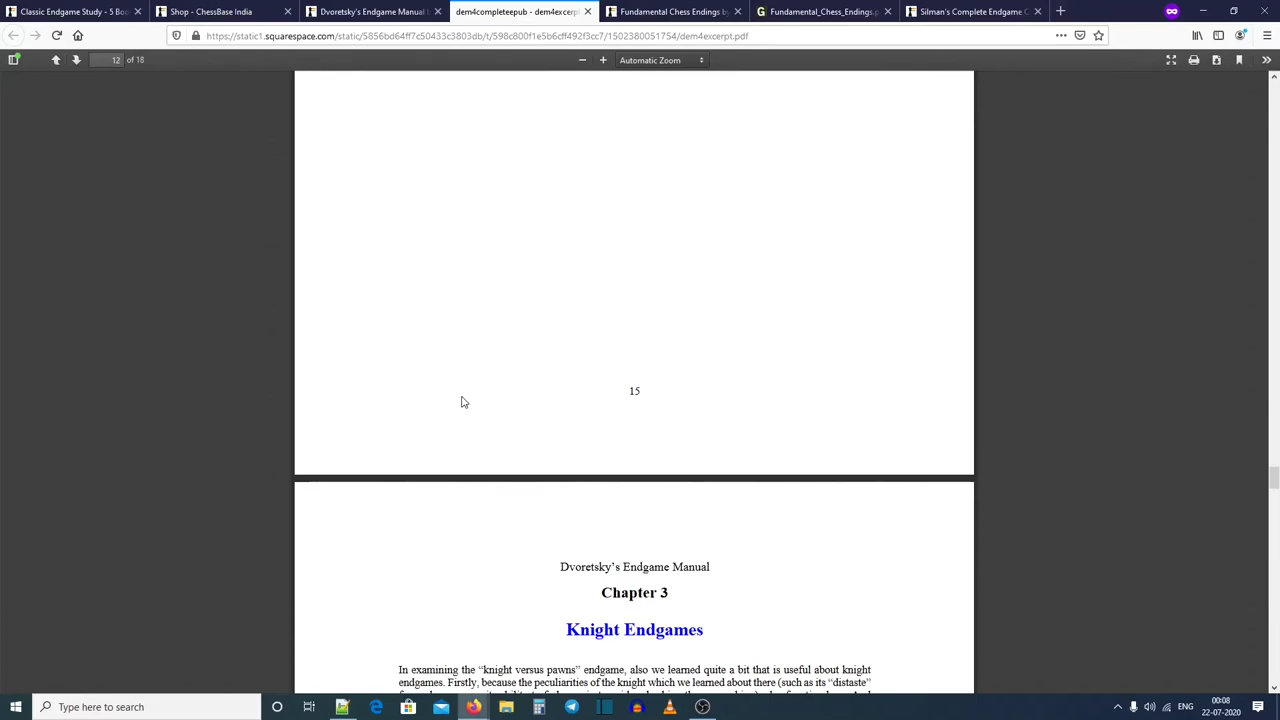 Classic Endgame Study - 5 Boo
Shop - ChessBase India
Dvoretsky's Endgame Manual b
dem4completeepub - dem4excerpt
Fundamental Chess Endings by
Fundamental_Chess_Endings.p
Silman's Complete Endgame C
https://static1.squarespace.com/static/5856bd64ff7c50433c3803db/t/598c800f1e5b6cff492f3cc7/1502380051754/dem4excerpt.pdf
12 of 18
Automatic Zoom
15
Dvoretsky's Endgame Manual
Chapter 3
Knight Endgames
In examining the “knight versus pawns” endgame, also we learned quite a bit that is useful about knight
endgames. Firstly, because the peculiarities of the knight which we learned about there (such as its “distaste”
Type here to search
ENG
00:08
22-07-2020